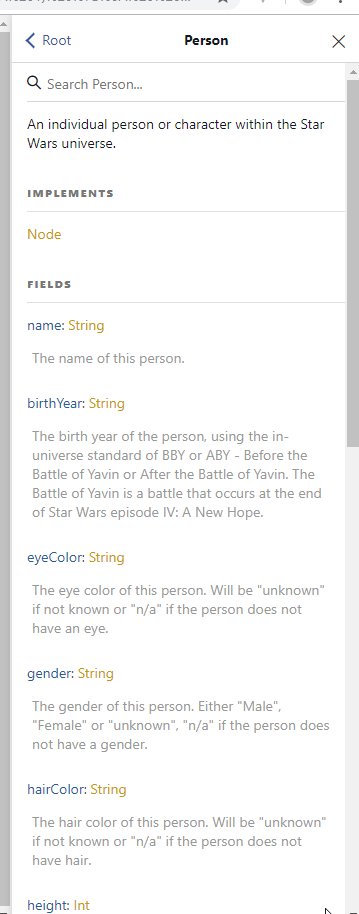 Root
Person
Search Person...
An individual person or character within the Star
Wars universe.
IMPLEMENTS
Node
FIELDS
name: String
The name of this person.
birthYear: String
The birth year of the person, using the in-
universe standard of BBY or ABY - Before the
Battle of Yavin or After the Battle of Yavin. The
Battle of Yavin is a battle that occurs at the end
of Star Wars episode IV: A New Hope.
eyeColor: String
The eye color of this person. Will be "unknown"
if not known or "n/a" if the person does not
have an eye.
gender: String
The gender of this person. Either "Male",
"Female" or "unknown", "n/a" if the person does
not have a gender.
hairColor: String
The hair color of this person. Will be "unknown"
if not known or "n/a" if the person does not
have hair.
height: Int